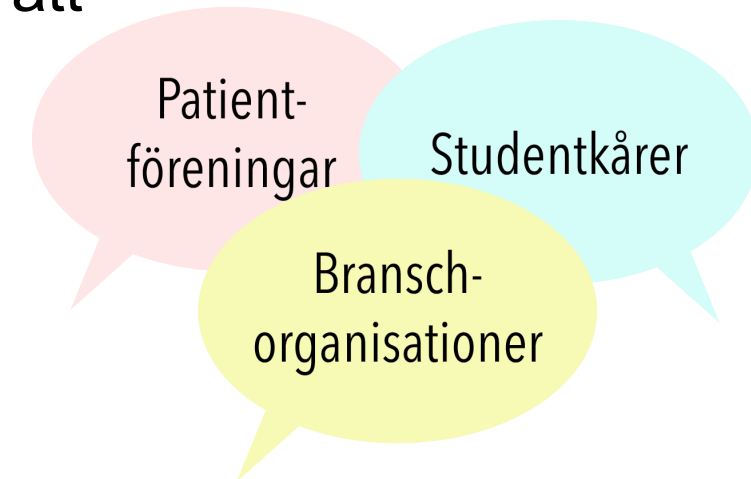 Patient-
föreningar
Studentkårer
Bransch-
organisationer